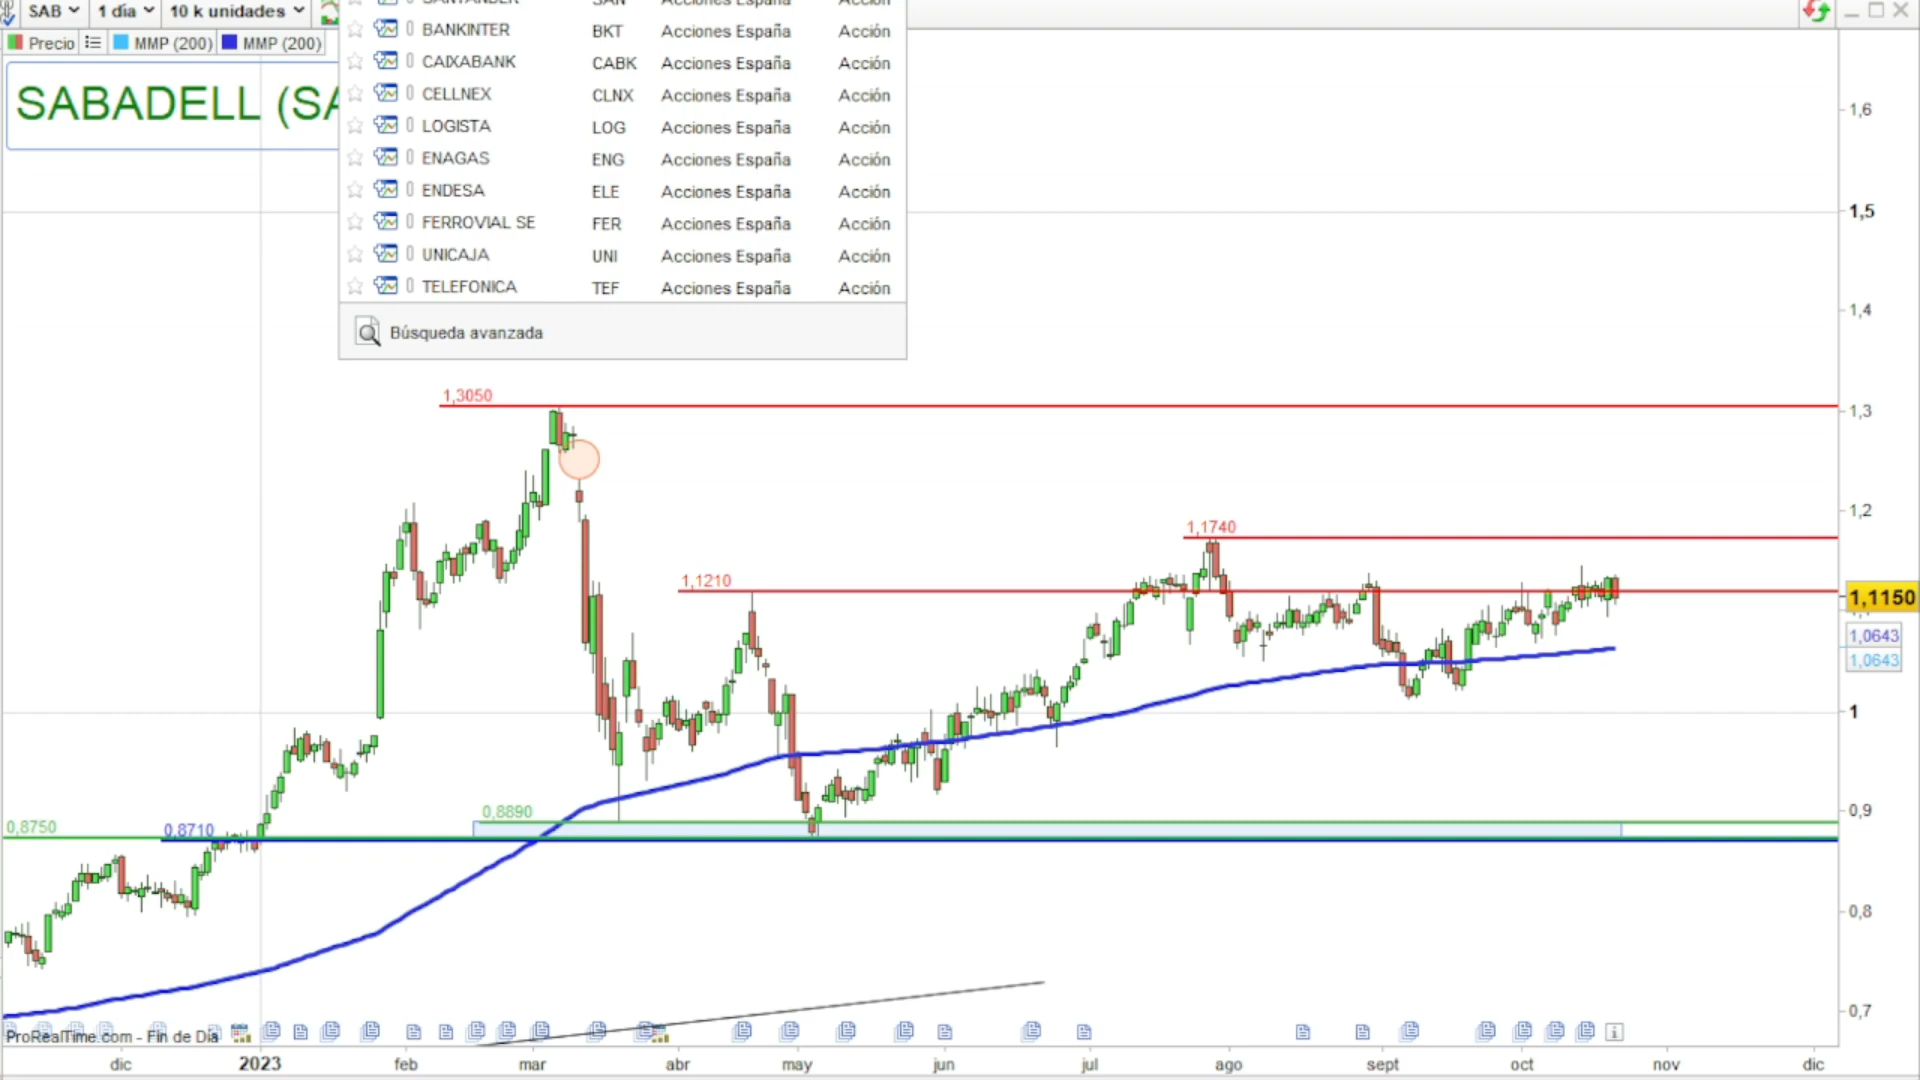 SAB 1 día 10 k unidades
Precio MMP (200) MMP (200)
SABADELL (SA
SANTANDER SAN Acciones España Acción
BANKINTER BKT Acciones España Acción
CAIXABANK CABK Acciones España Acción
CELLNEX CLNX Acciones España Acción
LOGISTA LOG Acciones España Acción
ENAGAS ENG Acciones España Acción
ENDESA ELE Acciones España Acción
FERROVIAL SE FER Acciones España Acción
UNICAJA UNI Acciones España Acción
TELEFONICA TEF Acciones España Acción
Búsqueda avanzada
1,6
1,5
1,4
1,3050
1,3
1,2
1,1740
1,1210
1,1150
1,0643
1,0643
1
0,9
0,8890
0,8750
0,8710
0,8
0,7
ProRealTime.com - Fin de Día
dic 2023 feb mar abr may jun jul ago sept oct nov dic